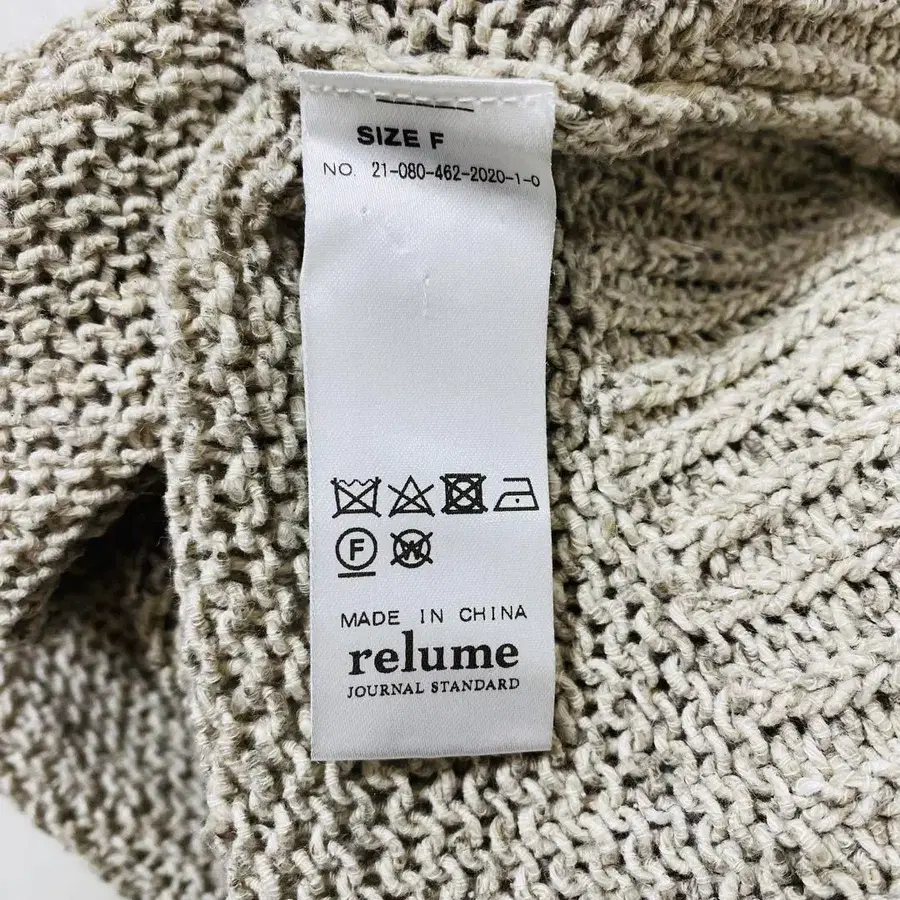 SIZE F
NO. 21-080-462-2020-1-0
F W
MADE IN CHINA
relume
JOURNAL STANDARD